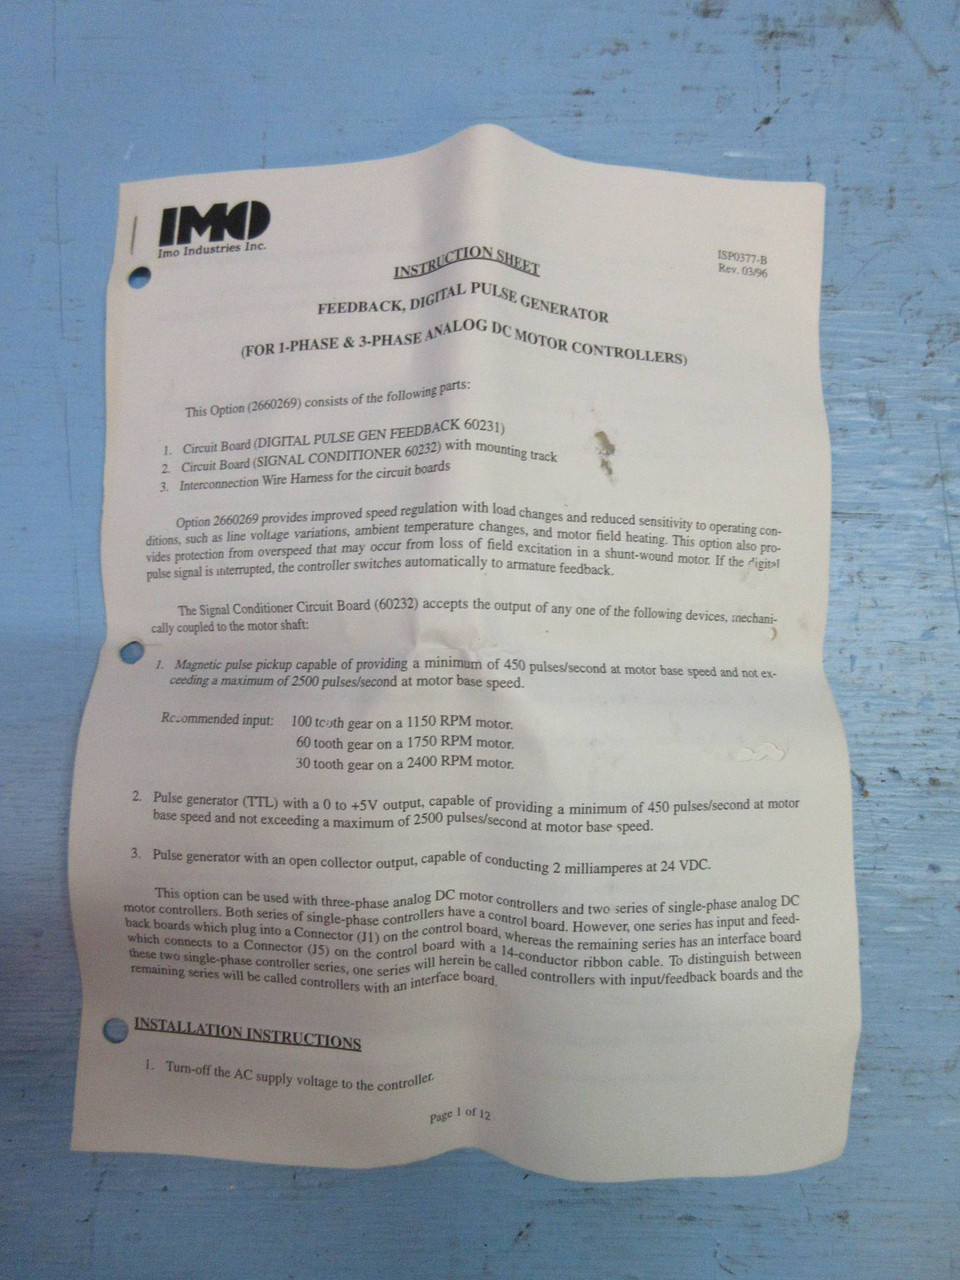 IMO
Imo Industries Inc.
ISP0377-B
Rev. 03/96
INSTRUCTION SHEET
FEEDBACK, DIGITAL PULSE GENERATOR
(FOR 1-PHASE & 3-PHASE ANALOG DC MOTOR CONTROLLERS)
This Option (2660269) consists of the following parts:
1. Circuit Board (DIGITAL PULSE GEN FEEDBACK 60231)
2. Circuit Board (SIGNAL CONDITIONER 60232) with mounting track
3. Interconnection Wire Harness for the circuit boards
Option 2660269 provides improved speed regulation with load changes and reduced sensitivity to operating con-
ditions, such as line voltage variations, ambient temperature changes, and motor field heating. This option also pro-
vides protection from overspeed that may occur from loss of field excitation in a shunt-wound motor. If the digital
pulse signal is interrupted, the controller switches automatically to armature feedback.
The Signal Conditioner Circuit Board (60232) accepts the output of any one of the following devices, mechani-
cally coupled to the motor shaft:
1. Magnetic pulse pickup capable of providing a minimum of 450 pulses/second at motor base speed and not ex-
ceeding a maximum of 2500 pulses/second at motor base speed.
Recommended input: 100 tooth gear on a 1150 RPM motor.
60 tooth gear on a 1750 RPM motor.
30 tooth gear on a 2400 RPM motor.
2. Pulse generator (TTL) with a 0 to +5V output, capable of providing a minimum of 450 pulses/second at motor
base speed and not exceeding a maximum of 2500 pulses/second at motor base speed.
3. Pulse generator with an open collector output, capable of conducting 2 milliamperes at 24 VDC.
This option can be used with three-phase analog DC motor controllers and two series of single-phase analog DC
motor controllers. Both series of single-phase controllers have a control board. However, one series has input and feed-
back boards which plug into a Connector (J1) on the control board, whereas the remaining series has an interface board
which connects to a Connector (J5) on the control board with a 14-conductor ribbon cable. To distinguish between
these two single-phase controller series, one series will herein be called controllers with input/feedback boards and the
remaining series will be called controllers with an interface board.
INSTALLATION INSTRUCTIONS
1. Turn-off the AC supply voltage to the controller.
Page 1 of 12